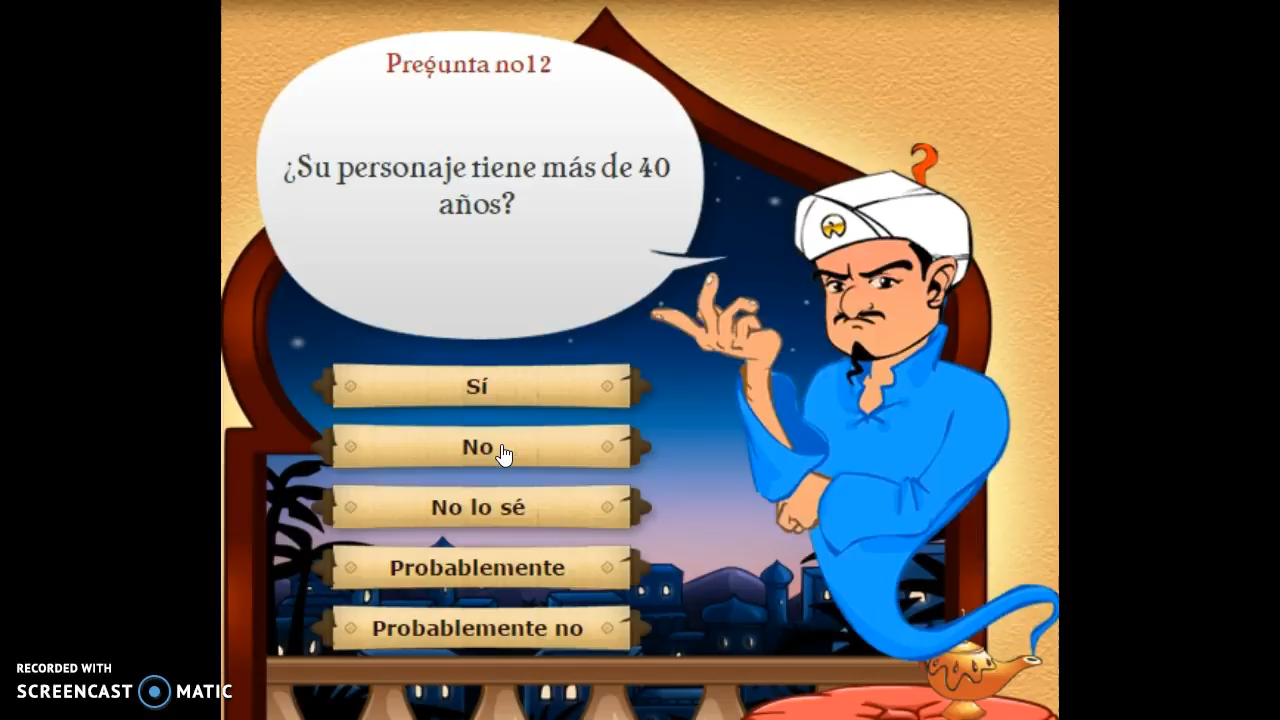 Pregunta no12
¿Su personaje tiene más de 40
años?
Sí
No
No lo sé
Probablemente
Probablemente no
RECORDED WITH
SCREENCAST MATIC